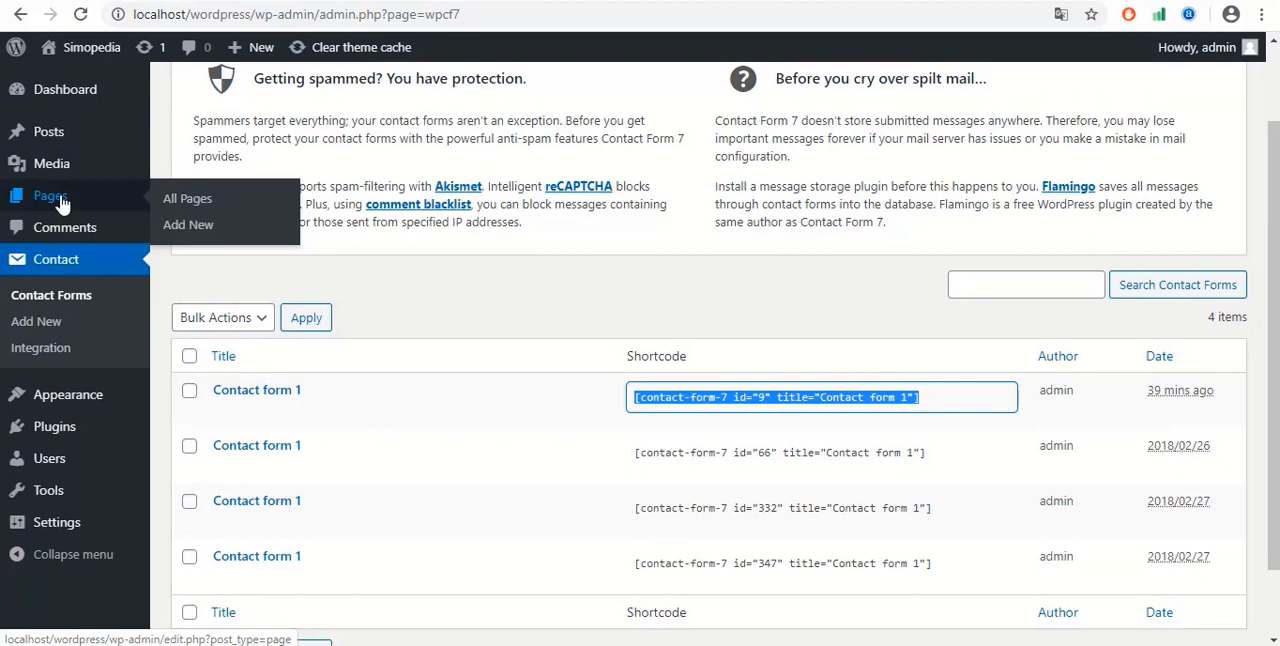 localhost/wordpress/wp-admin/admin.php?page=wpcf7
Simopedia 1 0 New Clear theme cache Howdy, admin
Dashboard
Posts
Media
Pages
Comments
Contact
Contact Forms
Add New
Integration
Appearance
Plugins
Users
Tools
Settings
Collapse menu
All Pages
Add New
Getting spammed? You have protection.
Spammers target everything; your contact forms aren't an exception. Before you get
spammed, protect your contact forms with the powerful anti-spam features Contact Form 7
provides.
ports spam-filtering with Akismet. Intelligent reCAPTCHA blocks
Plus, using comment blacklist, you can block messages containing
or those sent from specified IP addresses.
Before you cry over spilt mail...
Contact Form 7 doesn't store submitted messages anywhere. Therefore, you may lose
important messages forever if your mail server has issues or you make a mistake in mail
configuration.
Install a message storage plugin before this happens to you. Flamingo saves all messages
through contact forms into the database. Flamingo is a free WordPress plugin created by the
same author as Contact Form 7.
Search Contact Forms
Bulk Actions Apply 4 items
Title Shortcode Author Date
Contact form 1 [contact-form-7 id="9" title="Contact form 1"] admin 39 mins ago
Contact form 1 [contact-form-7 id="66" title="Contact form 1"] admin 2018/02/26
Contact form 1 [contact-form-7 id="332" title="Contact form 1"] admin 2018/02/27
Contact form 1 [contact-form-7 id="347" title="Contact form 1"] admin 2018/02/27
Title Shortcode Author Date
localhost/wordpress/wp-admin/edit.php?post_type=page